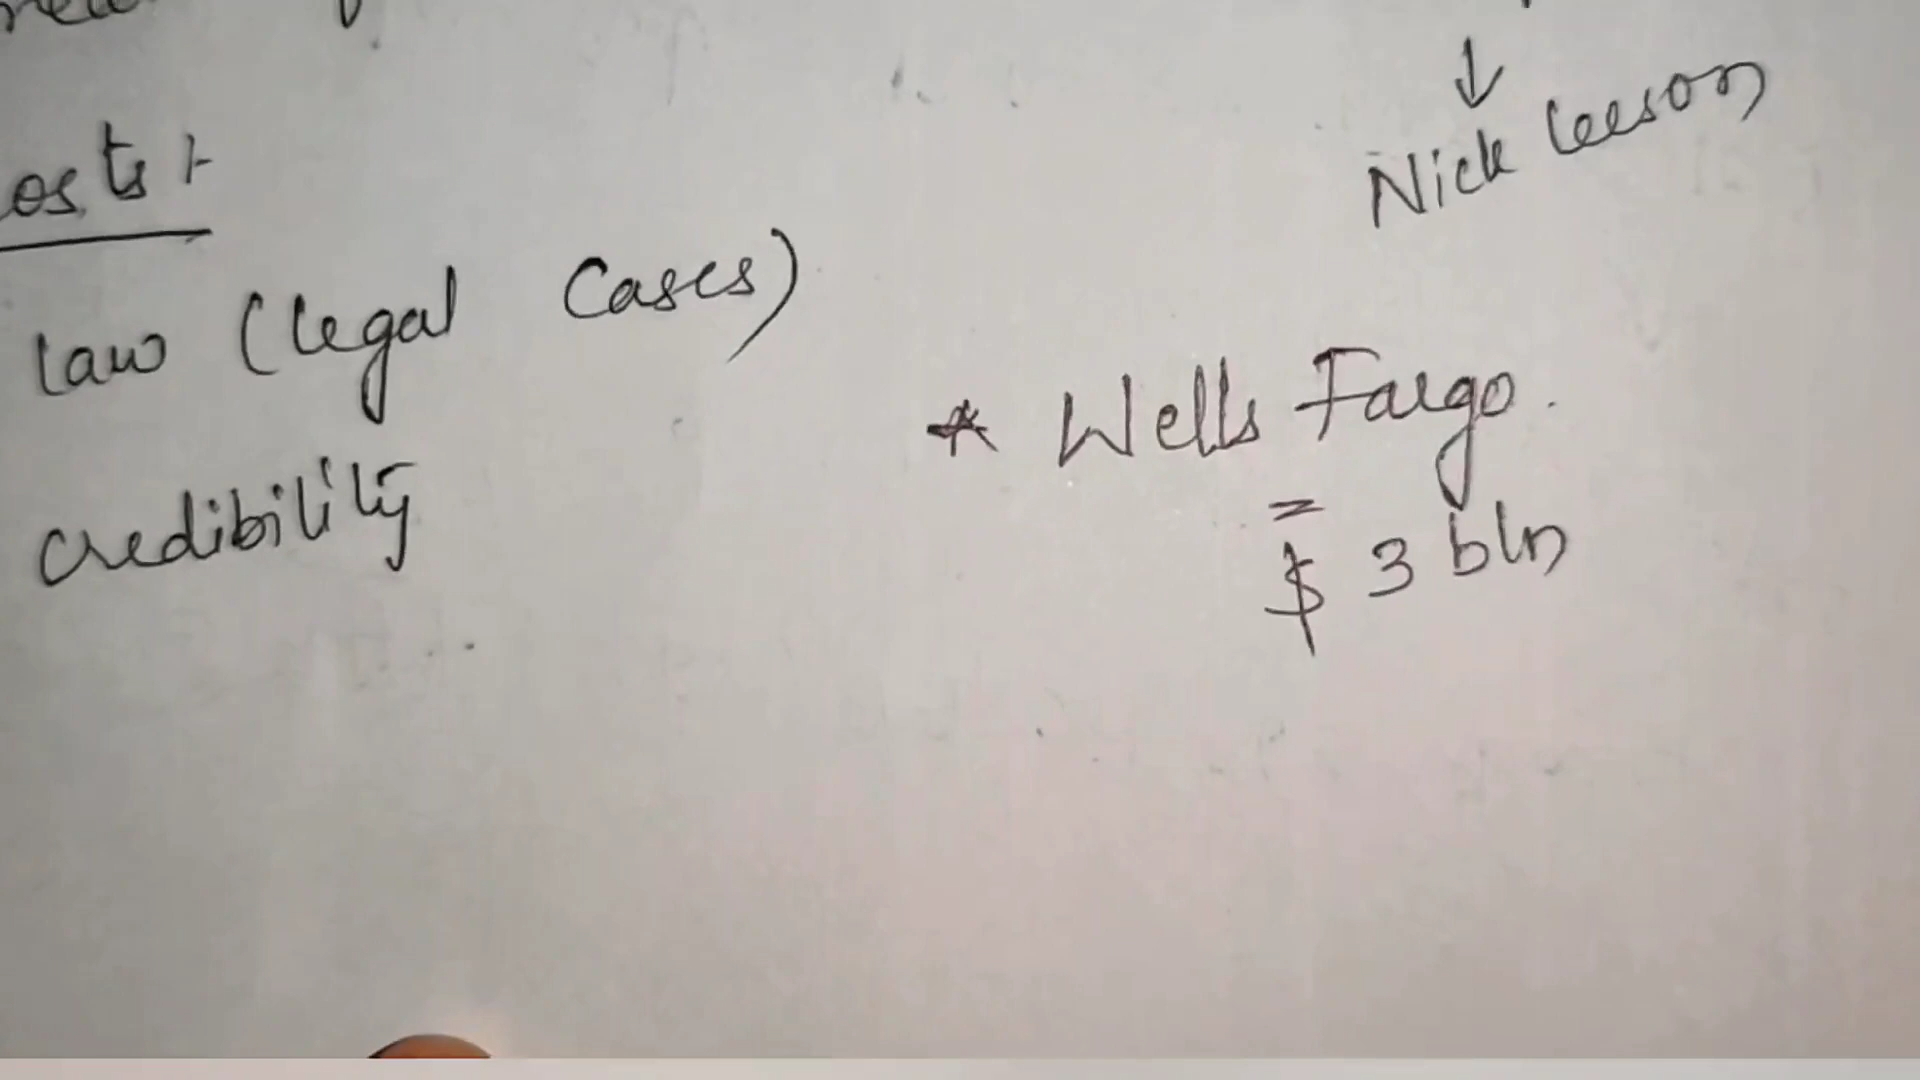 osts :-
law (legal Cases)
credibility
↓
Nick leeson
* Wells Fargo.
=
$ 3 bln